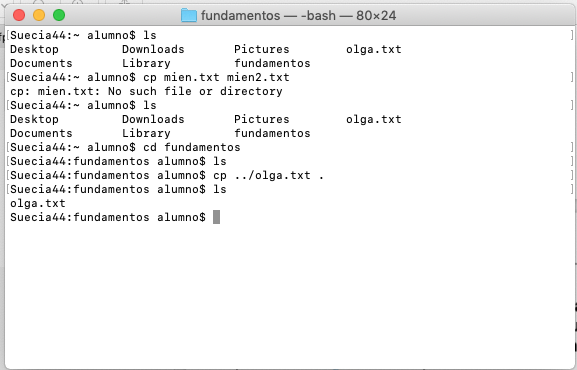 fundamentos — -bash — 80×24
[Suecia44:~ alumno$ ls ]
Desktop Downloads Pictures olga.txt
Documents Library fundamentos
[Suecia44:~ alumno$ cp mien.txt mien2.txt ]
cp: mien.txt: No such file or directory
[Suecia44:~ alumno$ ls ]
Desktop Downloads Pictures olga.txt
Documents Library fundamentos
[Suecia44:~ alumno$ cd fundamentos ]
[Suecia44:fundamentos alumno$ ls ]
[Suecia44:fundamentos alumno$ cp ../olga.txt . ]
[Suecia44:fundamentos alumno$ ls ]
olga.txt
Suecia44:fundamentos alumno$